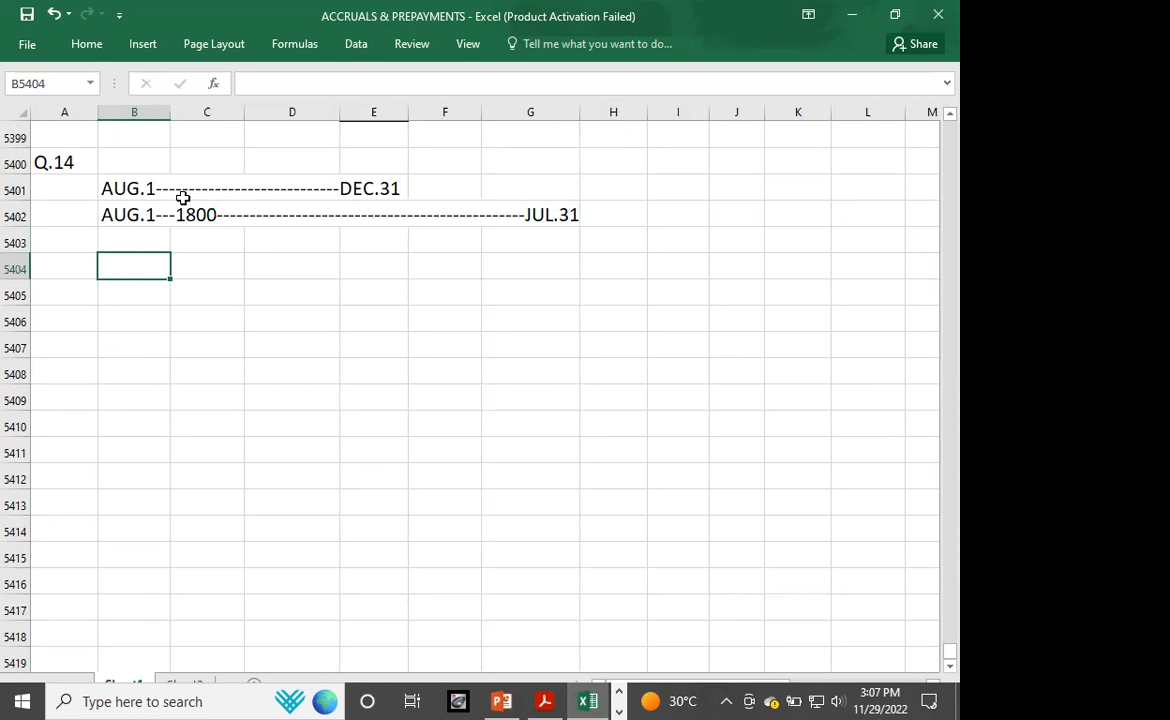 ACCRUALS & PREPAYMENTS - Excel (Product Activation Failed)
File Home Insert Page Layout Formulas Data Review View Tell me what you want to do... Share
B5404 fx
A B C D E F G H I J K L M
5399
5400 Q.14
5401 AUG.1----------------------------DEC.31
5402 AUG.1---1800-----------------------------------------------JUL.31
5403
5404
5405
5406
5407
5408
5409
5410
5411
5412
5413
5414
5415
5416
5417
5418
5419
Type here to search 30°C 3:07 PM
11/29/2022